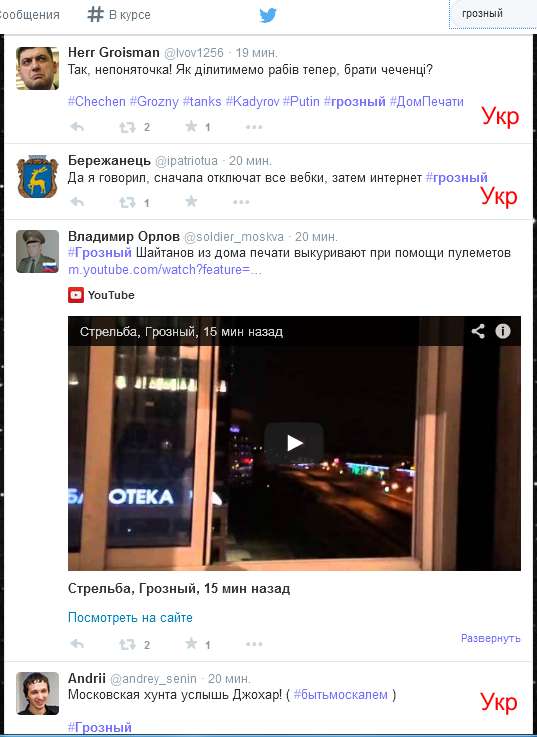 Сообщения
В курсе
грозный
Herr Groisman @lvov1256 · 19 мин.
Так, непоняточка! Як ділитимемо рабів тепер, брати чеченці?
#Chechen #Grozny #tanks #Kadyrov #Putin #грозный #ДомПечати
Укр
2
1
Бережанець @ipatriotua · 20 мин.
Да я говорил, сначала отключат все вебки, затем интернет #грозный
Укр
1
Владимир Орлов @soldier_moskva · 20 мин.
#Грозный Шайтанов из дома печати выкуривают при помощи пулеметов
m.youtube.com/watch?feature=...
YouTube
Стрельба, Грозный, 15 мин назад
ОТЕКА
Стрельба, Грозный, 15 мин назад
Посмотреть на сайте
2
1
Развернуть
Andrii @andrey_senin · 20 мин.
Московская хунта услышь Джохар! ( #бытьмоскалем )
Укр
#Грозный